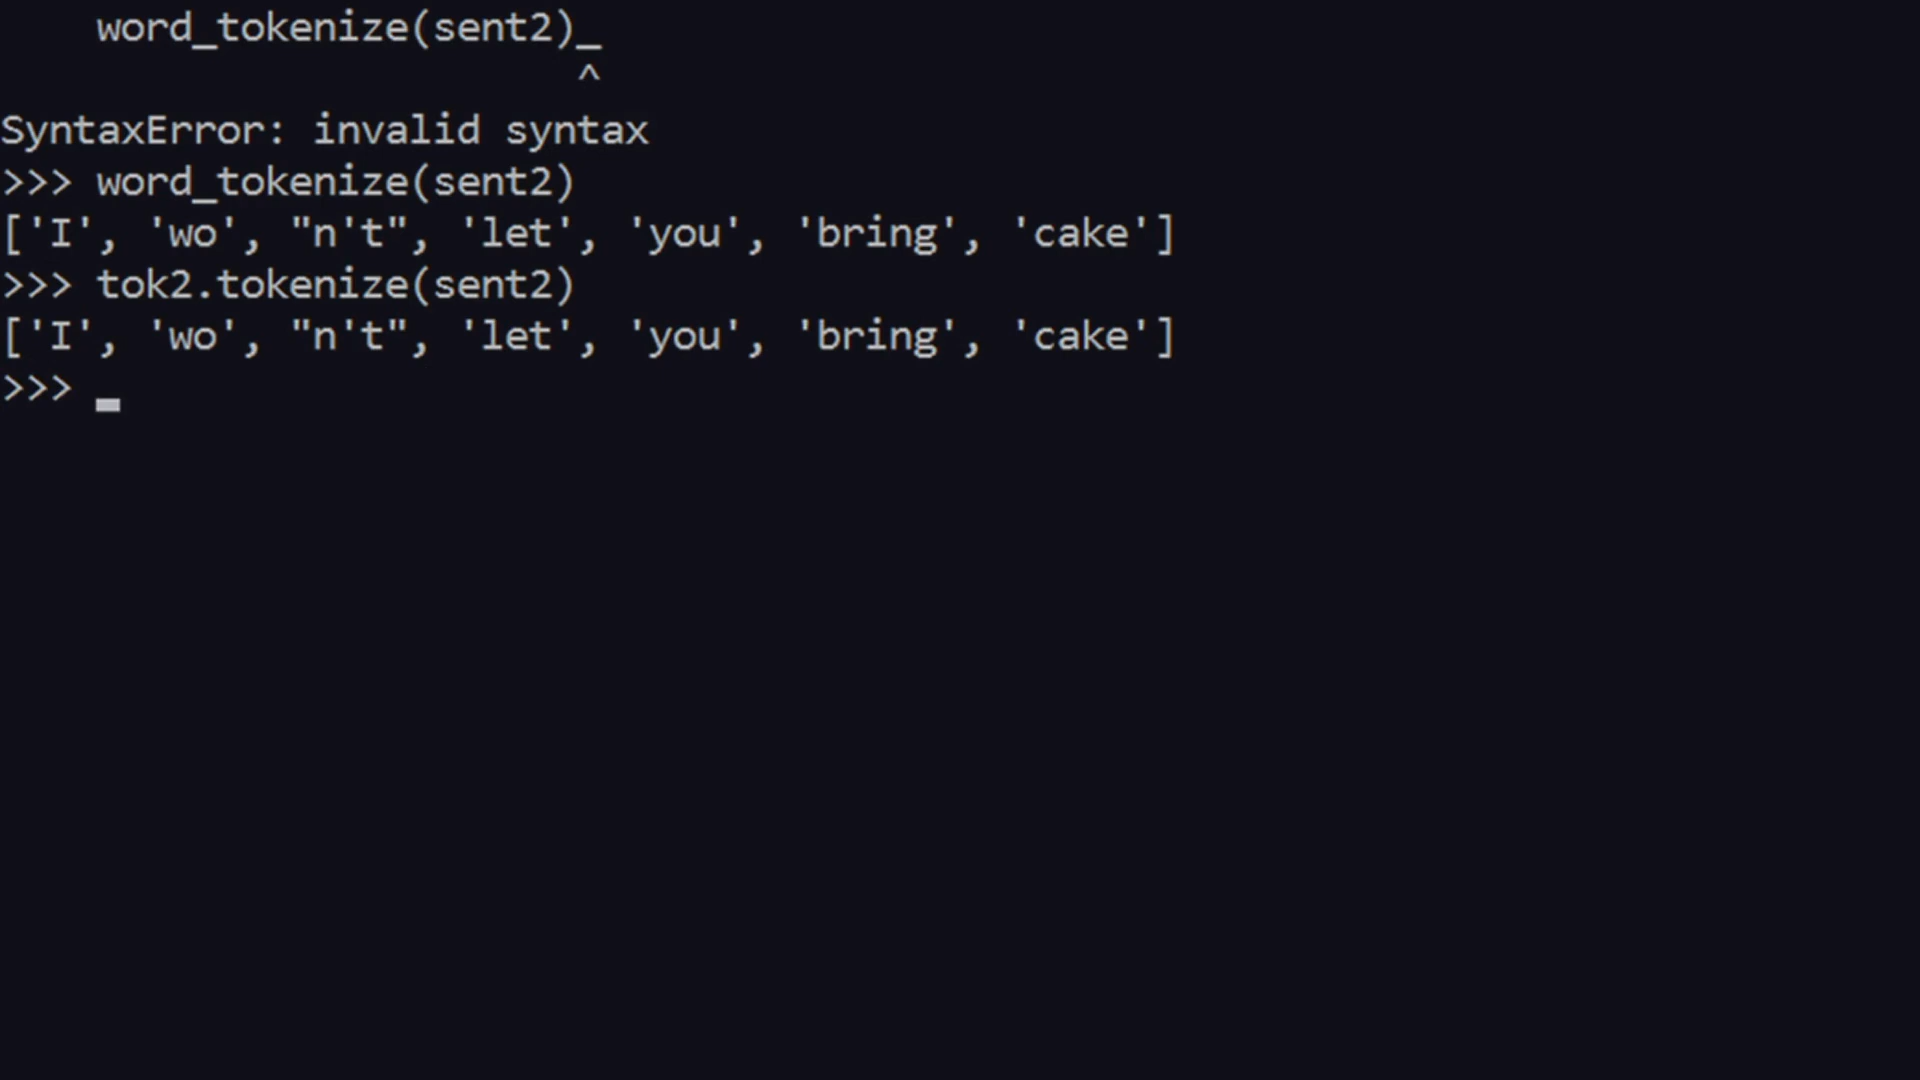 word_tokenize(sent2)_
^
SyntaxError: invalid syntax
>>> word_tokenize(sent2)
['I', 'wo', "n't", 'let', 'you', 'bring', 'cake']
>>> tok2.tokenize(sent2)
['I', 'wo', "n't", 'let', 'you', 'bring', 'cake']
>>>